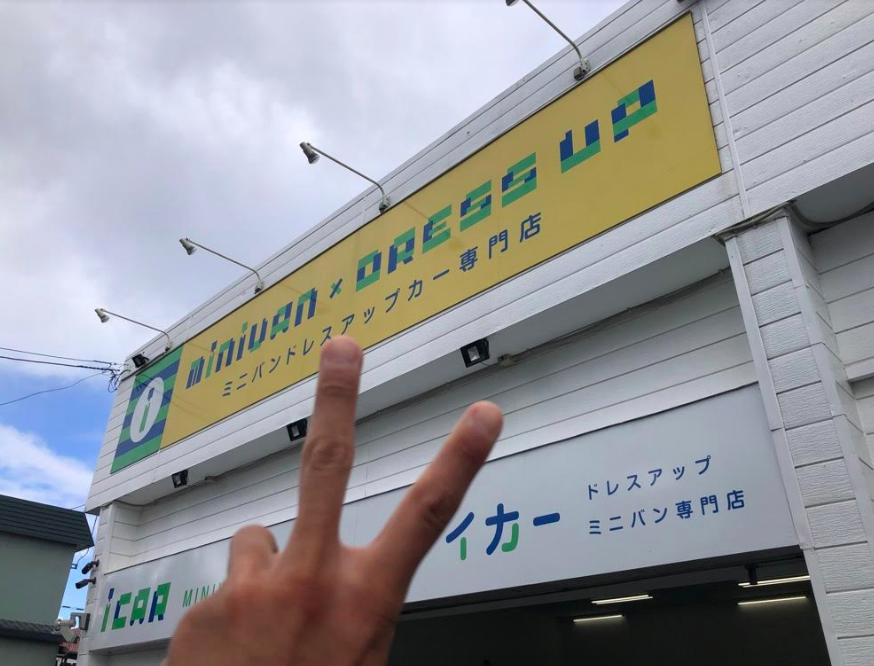 i
minivan × DRESS UP
ミニバンドレスアップカー専門店
iCAR
イカー
ドレスアップ
ミニバン専門店